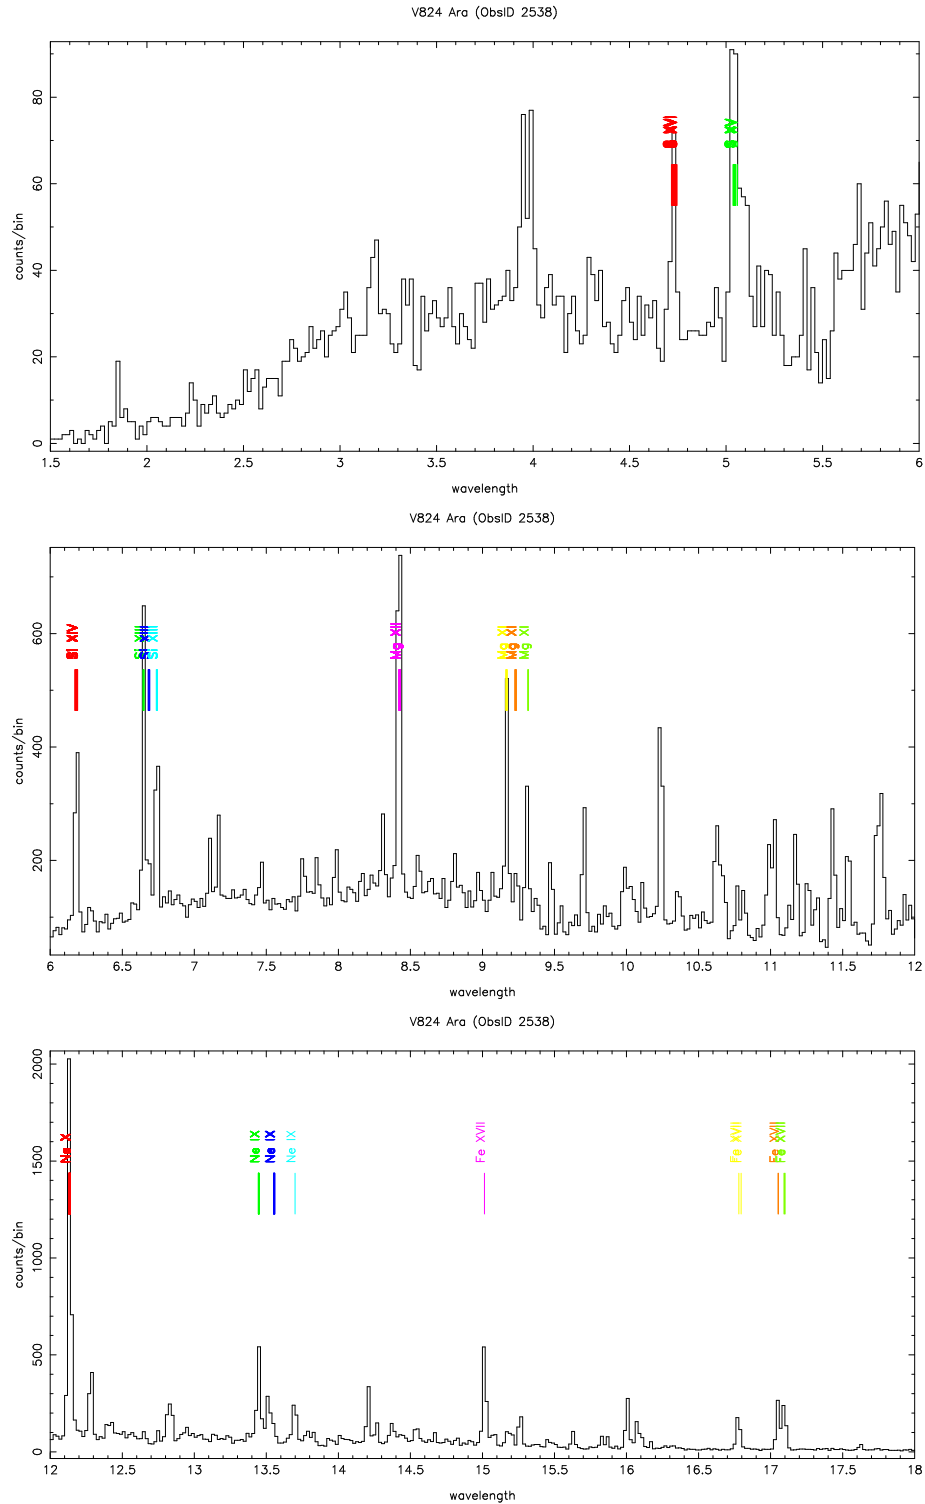 V824 Ara (ObsID 2538)
counts/bin
80
60
40
20
0
S XVI
S XV
1.5 2 2.5 3 3.5 4 4.5 5 5.5 6
wavelength
V824 Ara (ObsID 2538)
counts/bin
600
400
200
Si XIV
Si XIII
Si XIII
Si XIII
Mg XII
Mg XI
Mg XI
Mg XI
6 6.5 7 7.5 8 8.5 9 9.5 10 10.5 11 11.5 12
wavelength
V824 Ara (ObsID 2538)
counts/bin
2000
1500
1000
500
0
Ne X
Ne IX
Ne IX
Ne IX
Fe XVII
Fe XVII
Fe XVII
Fe XVII
12 12.5 13 13.5 14 14.5 15 15.5 16 16.5 17 17.5 18
wavelength